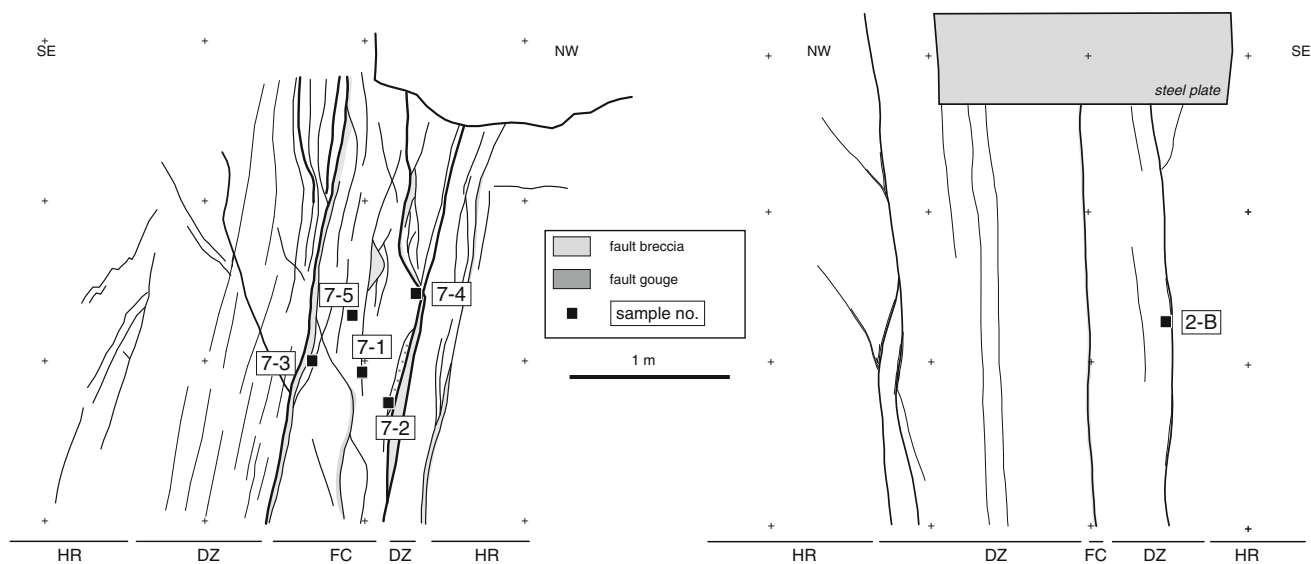 SE
NW
NW
SE
steel plate
fault breccia
fault gouge
sample no.
1 m
7-5
7-4
7-1
7-3
7-2
2-B
HR DZ FC DZ HR
HR DZ FC DZ HR